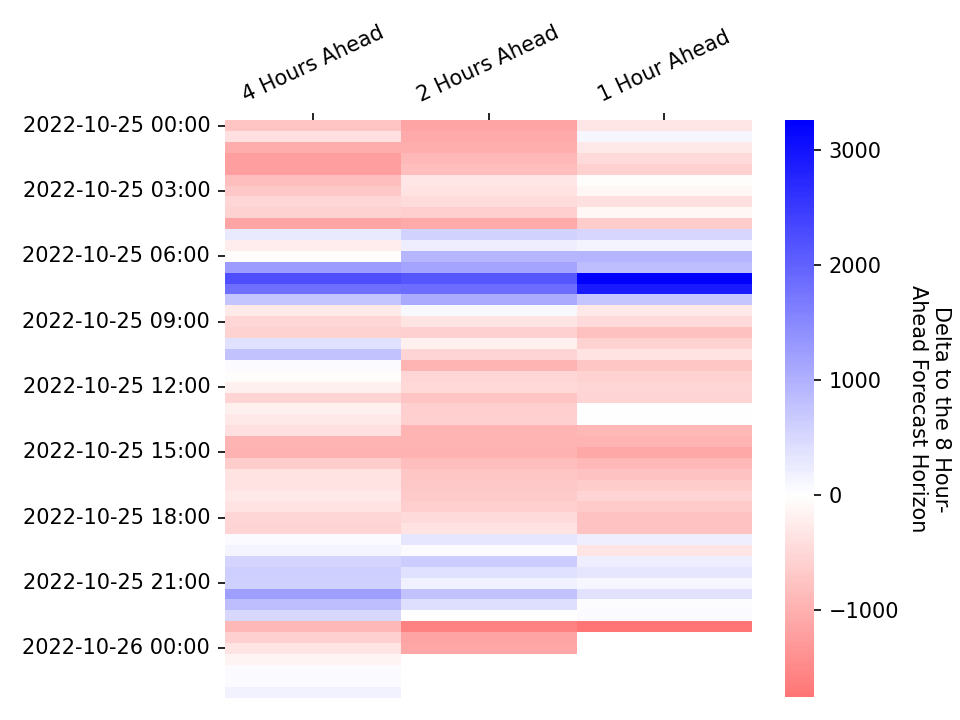 4 Hours Ahead
2 Hours Ahead
1 Hour Ahead
2022-10-25 00:00
2022-10-25 03:00
2022-10-25 06:00
2022-10-25 09:00
2022-10-25 12:00
2022-10-25 15:00
2022-10-25 18:00
2022-10-25 21:00
2022-10-26 00:00
3000
2000
1000
0
−1000
Delta to the 8 Hour-
Ahead Forecast Horizon